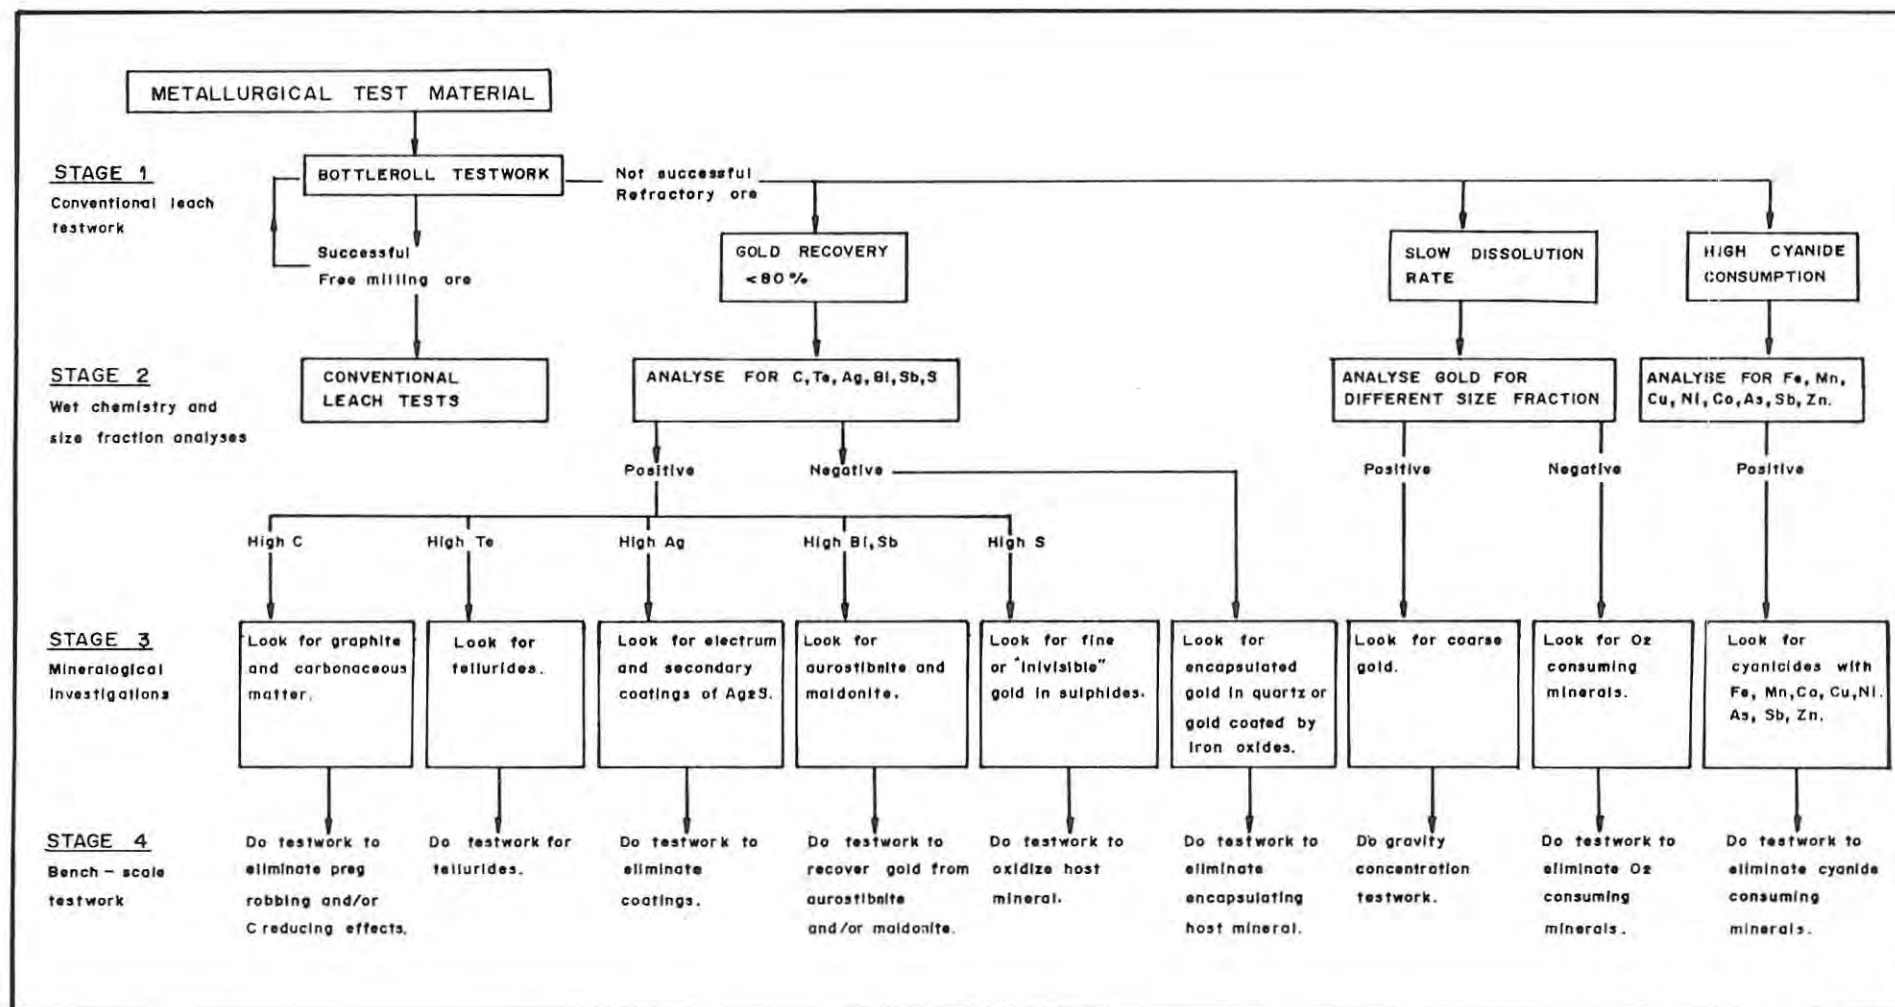 METALLURGICAL TEST MATERIAL
STAGE 1
Conventional leach
testwork
BOTTLEROLL TESTWORK
Not successful
Refractory ore
Successful
Free milling ore
GOLD RECOVERY
<80%
SLOW DISSOLUTION
RATE
HIGH CYANIDE
CONSUMPTION
STAGE 2
Wet chemistry and
size fraction analyses
CONVENTIONAL
LEACH TESTS
ANALYSE FOR C,Te,Ag,Bi,Sb,S
ANALYSE GOLD FOR
DIFFERENT SIZE FRACTION
ANALYSE FOR Fe, Mn,
Cu, Ni, Co, As, Sb, Zn.
Positive
Negative
Positive
Negative
Positive
High C
High Te
High Ag
High Bi,Sb
High S
STAGE 3
Mineralogical
Investigations
Look for graphite
and carbonaceous
matter.
Look for
tellurides.
Look for electrum
and secondary
coatings of Ag2S.
Look for
aurostibnite and
maldonite.
Look for fine
or "inivisible"
gold in sulphides.
Look for
encapsulated
gold in quartz or
gold coated by
iron oxides.
Look for coarse
gold.
Look for O2
consuming
minerals.
Look for
cyanicides with
Fe, Mn,Co, Cu,Ni.
As, Sb, Zn.
STAGE 4
Bench - scale
testwork
Do testwork to
eliminate preg
robbing and/or
C reducing effects.
Do testwork for
tellurides.
Do testwork to
eliminate
coatings.
Do testwork to
recover gold from
aurostibnite
and/or maldonite.
Do testwork to
oxidize host
mineral.
Do testwork to
eliminate
encapsulating
host mineral.
Do gravity
concentration
testwork.
Do testwork to
eliminate O2
consuming
minerals.
Do testwork to
eliminate cyanide
consuming
minerals.